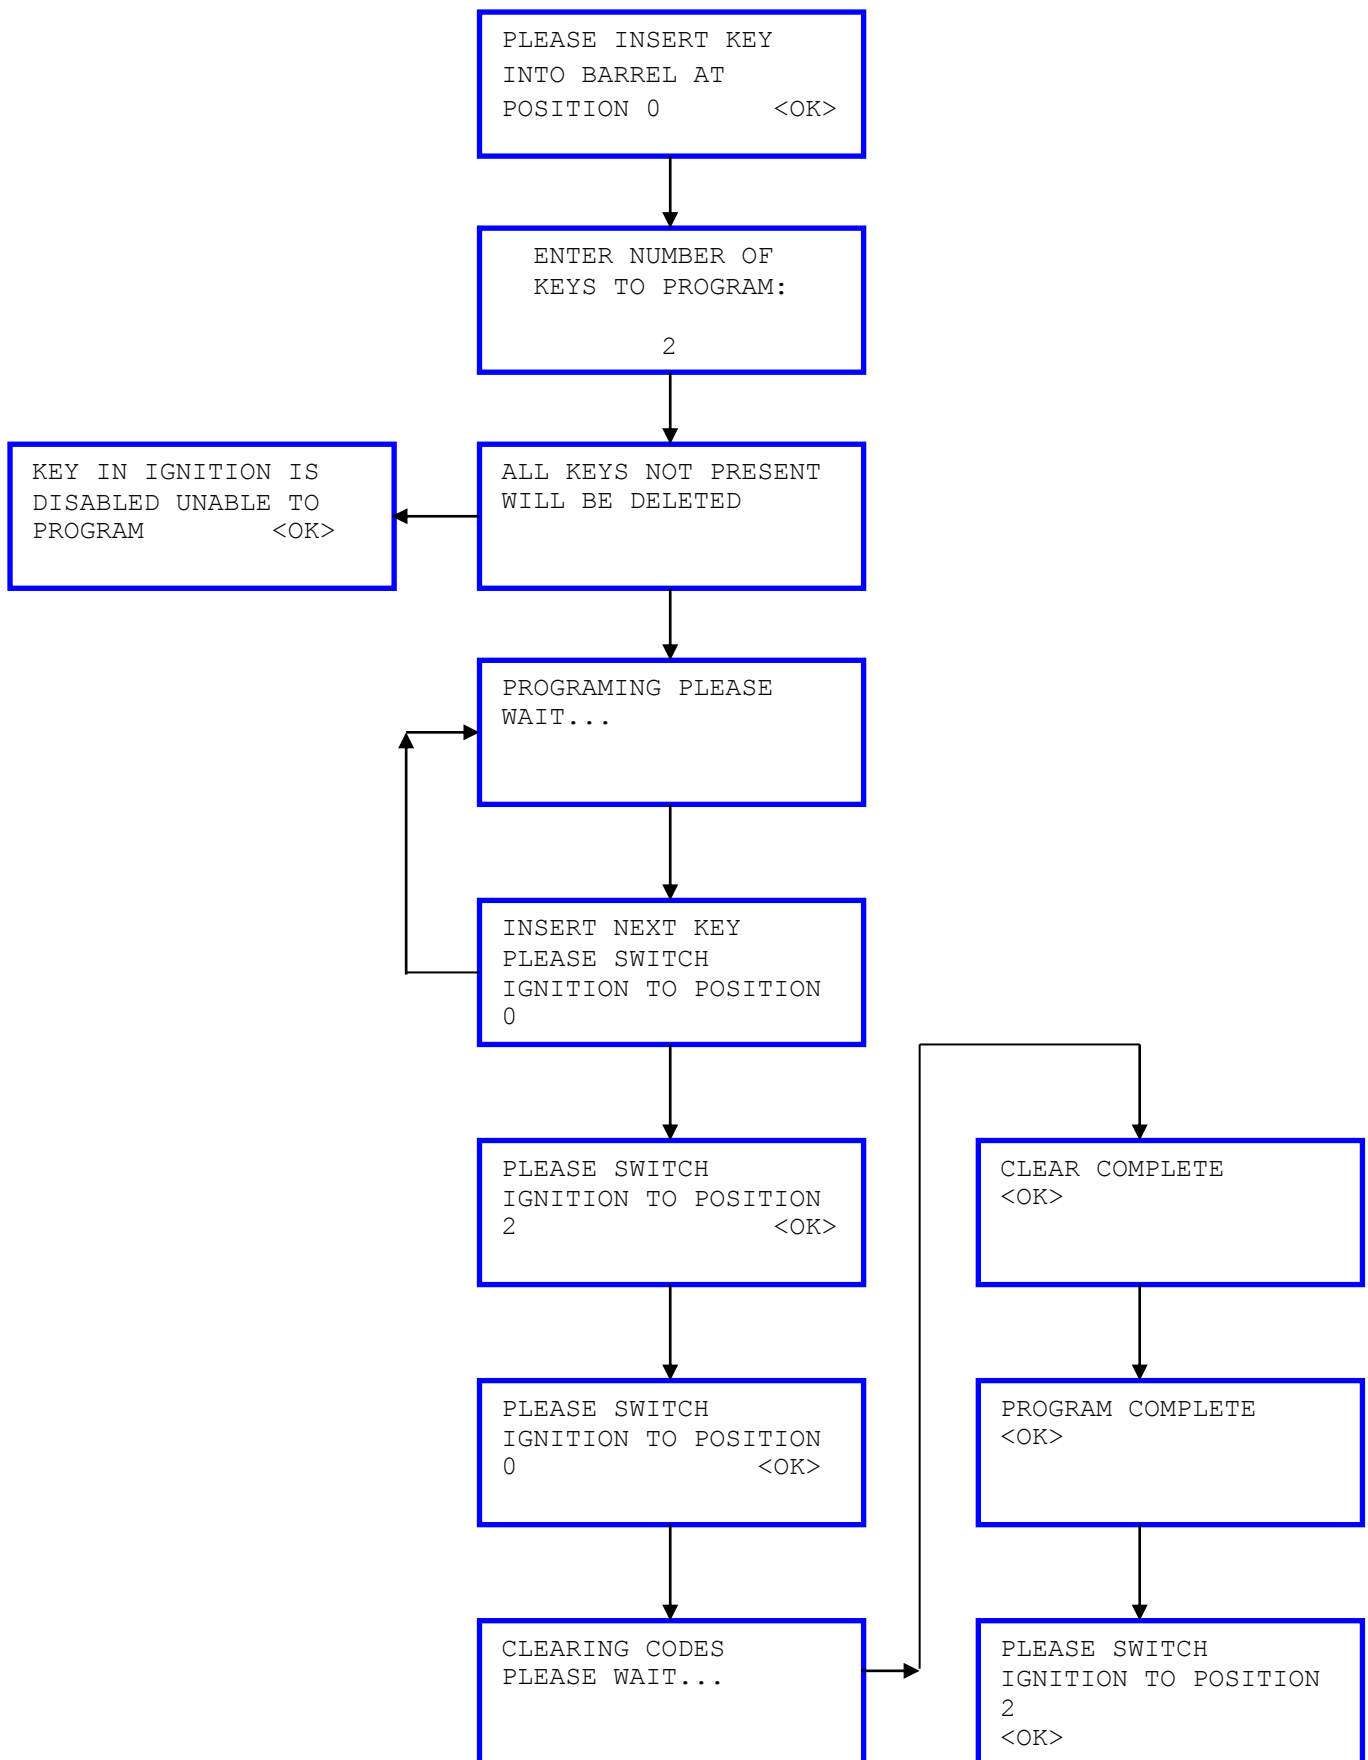 PLEASE INSERT KEY
INTO BARREL AT
POSITION 0 <OK>
ENTER NUMBER OF
KEYS TO PROGRAM:
2
KEY IN IGNITION IS
DISABLED UNABLE TO
PROGRAM <OK>
ALL KEYS NOT PRESENT
WILL BE DELETED
PROGRAMING PLEASE
WAIT...
INSERT NEXT KEY
PLEASE SWITCH
IGNITION TO POSITION
0
PLEASE SWITCH
IGNITION TO POSITION
2 <OK>
PLEASE SWITCH
IGNITION TO POSITION
0 <OK>
CLEARING CODES
PLEASE WAIT...
CLEAR COMPLETE
<OK>
PROGRAM COMPLETE
<OK>
PLEASE SWITCH
IGNITION TO POSITION
2
<OK>